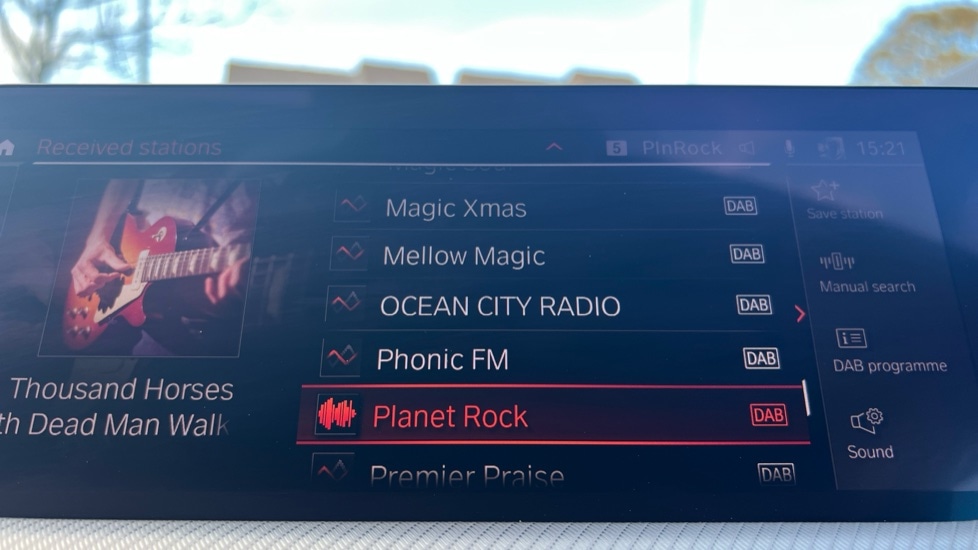 Received stations
5 PlnRock 15:21
Thousand Horses
th Dead Man Walk
Magic Xmas DAB
Mellow Magic DAB
OCEAN CITY RADIO DAB
Phonic FM DAB
Planet Rock DAB
Premier Praise DAB
Save station
Manual search
DAB programme
Sound